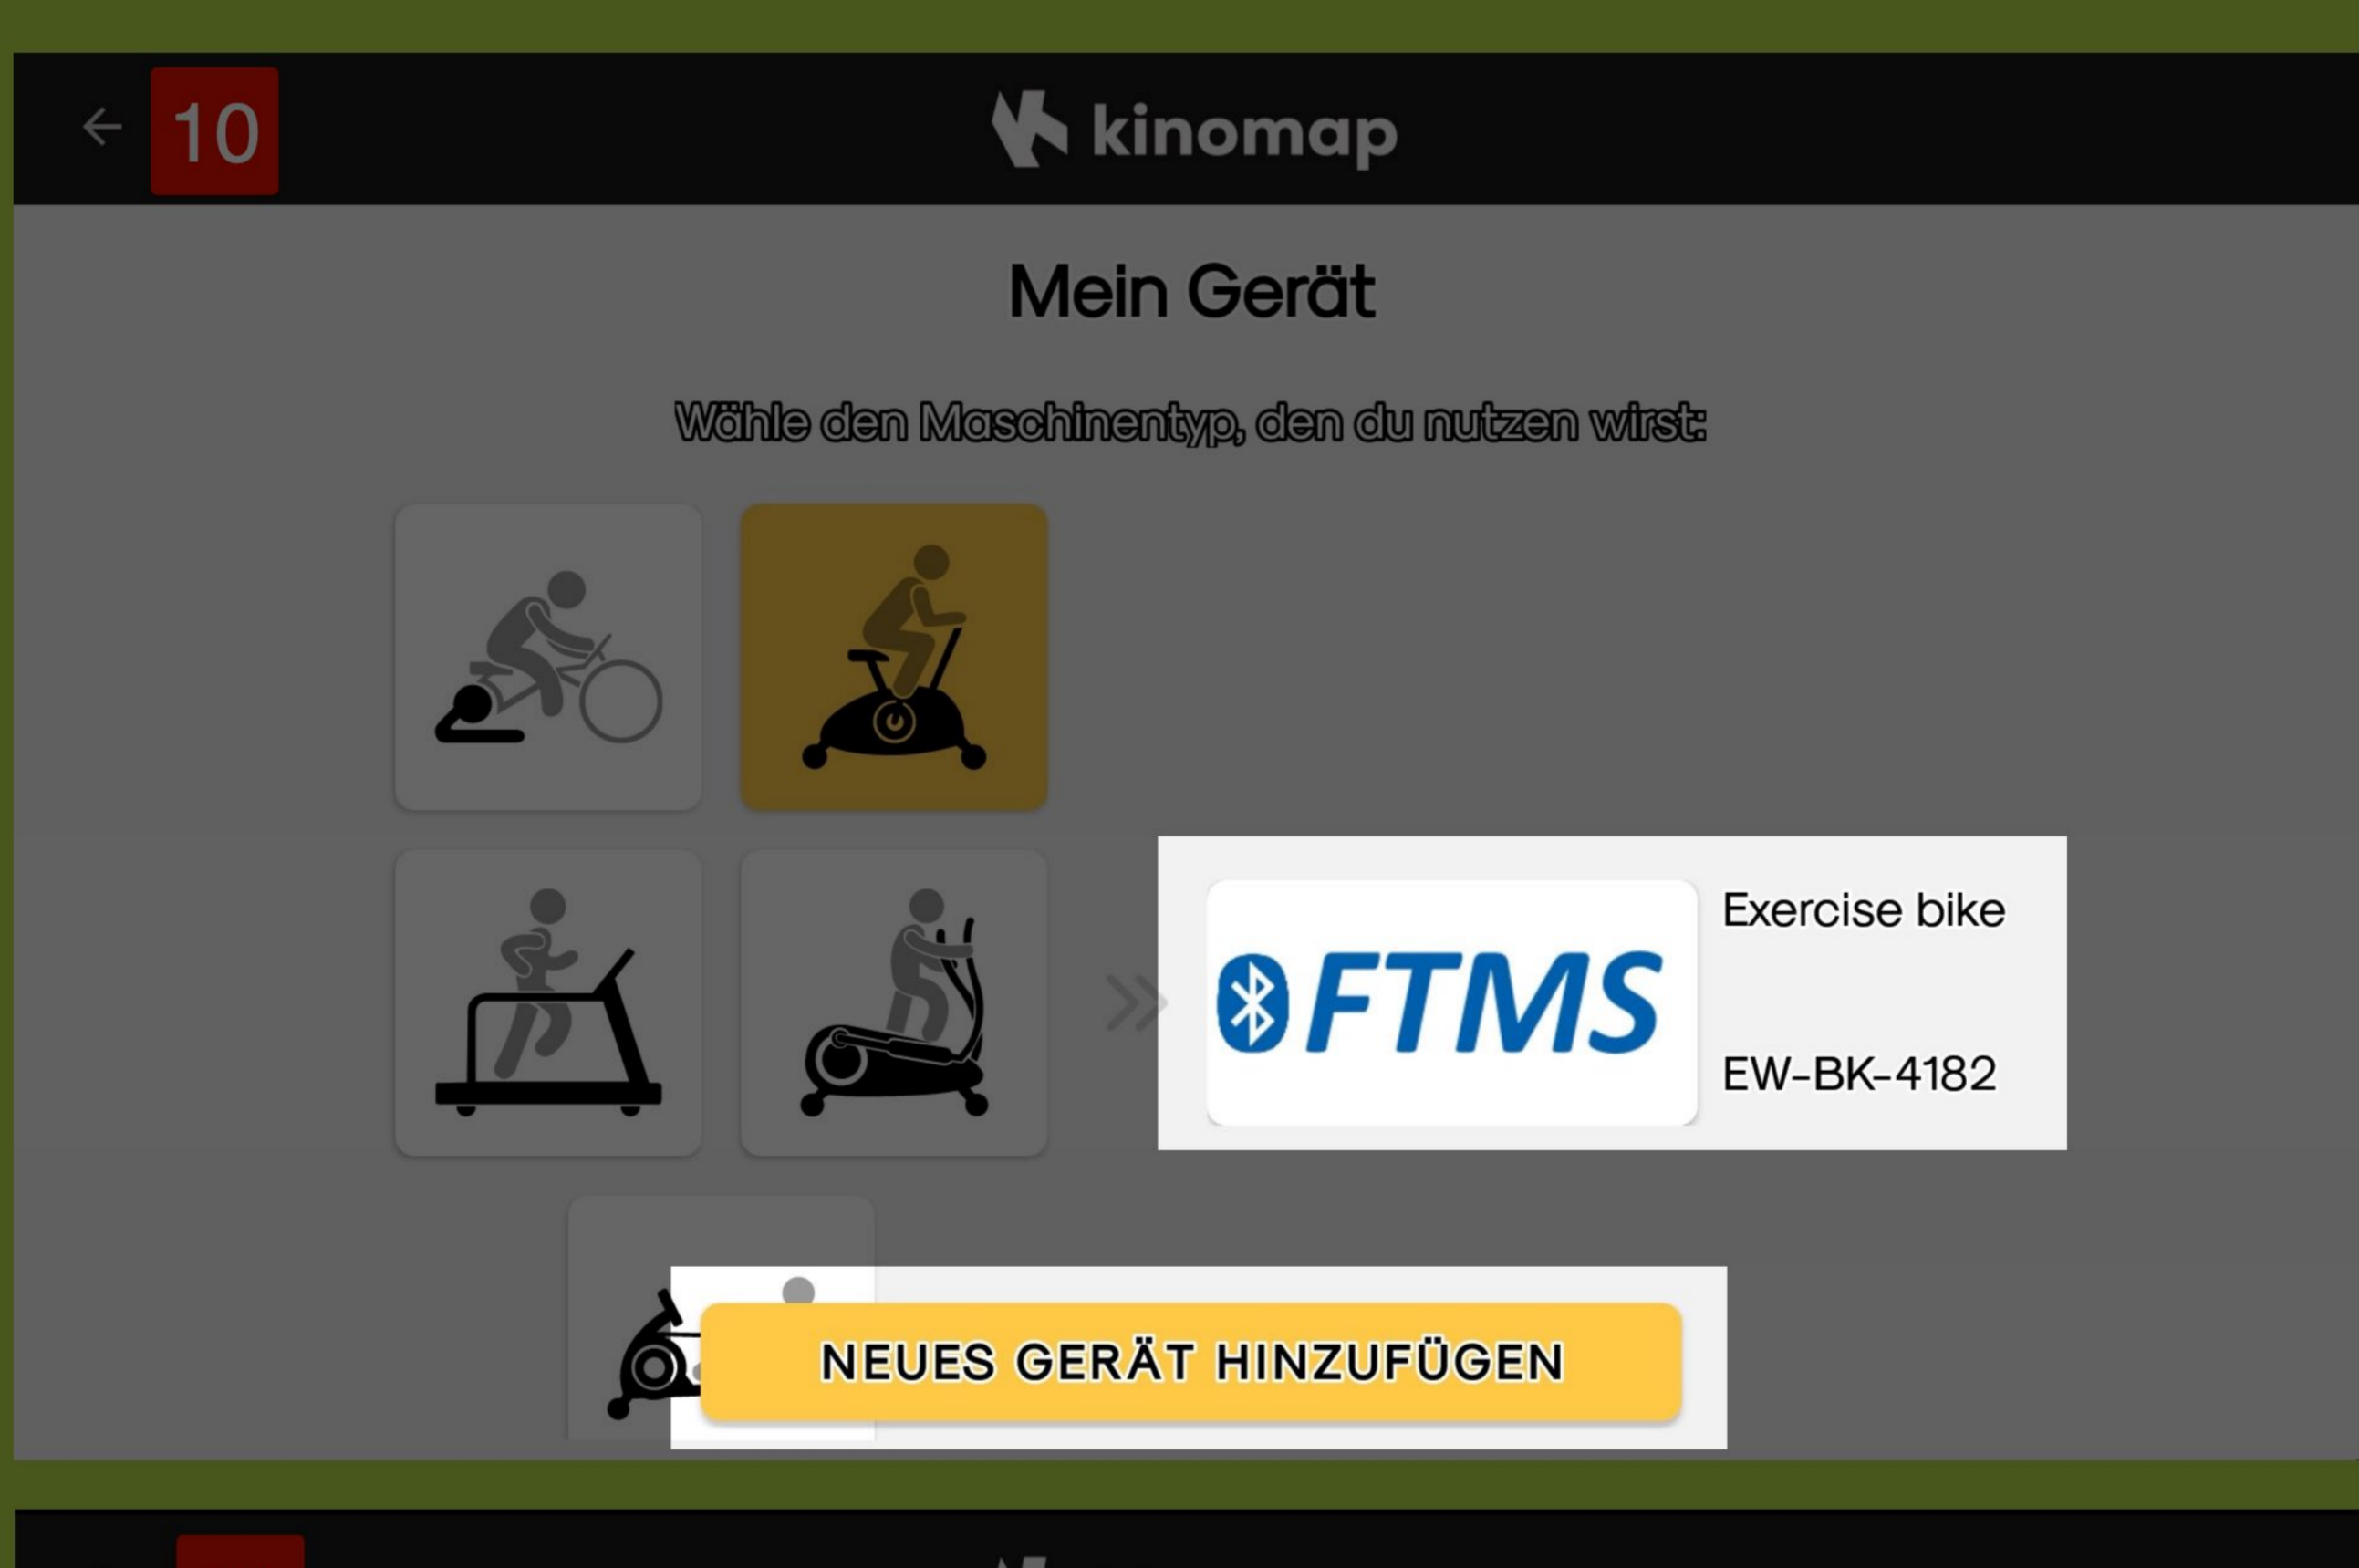 10
kinomap
Mein Gerät
Wähle den Maschinentyp, den du nutzen wirst:
Exercise bike
FTMS
EW-BK-4182
NEUES GERÄT HINZUFÜGEN